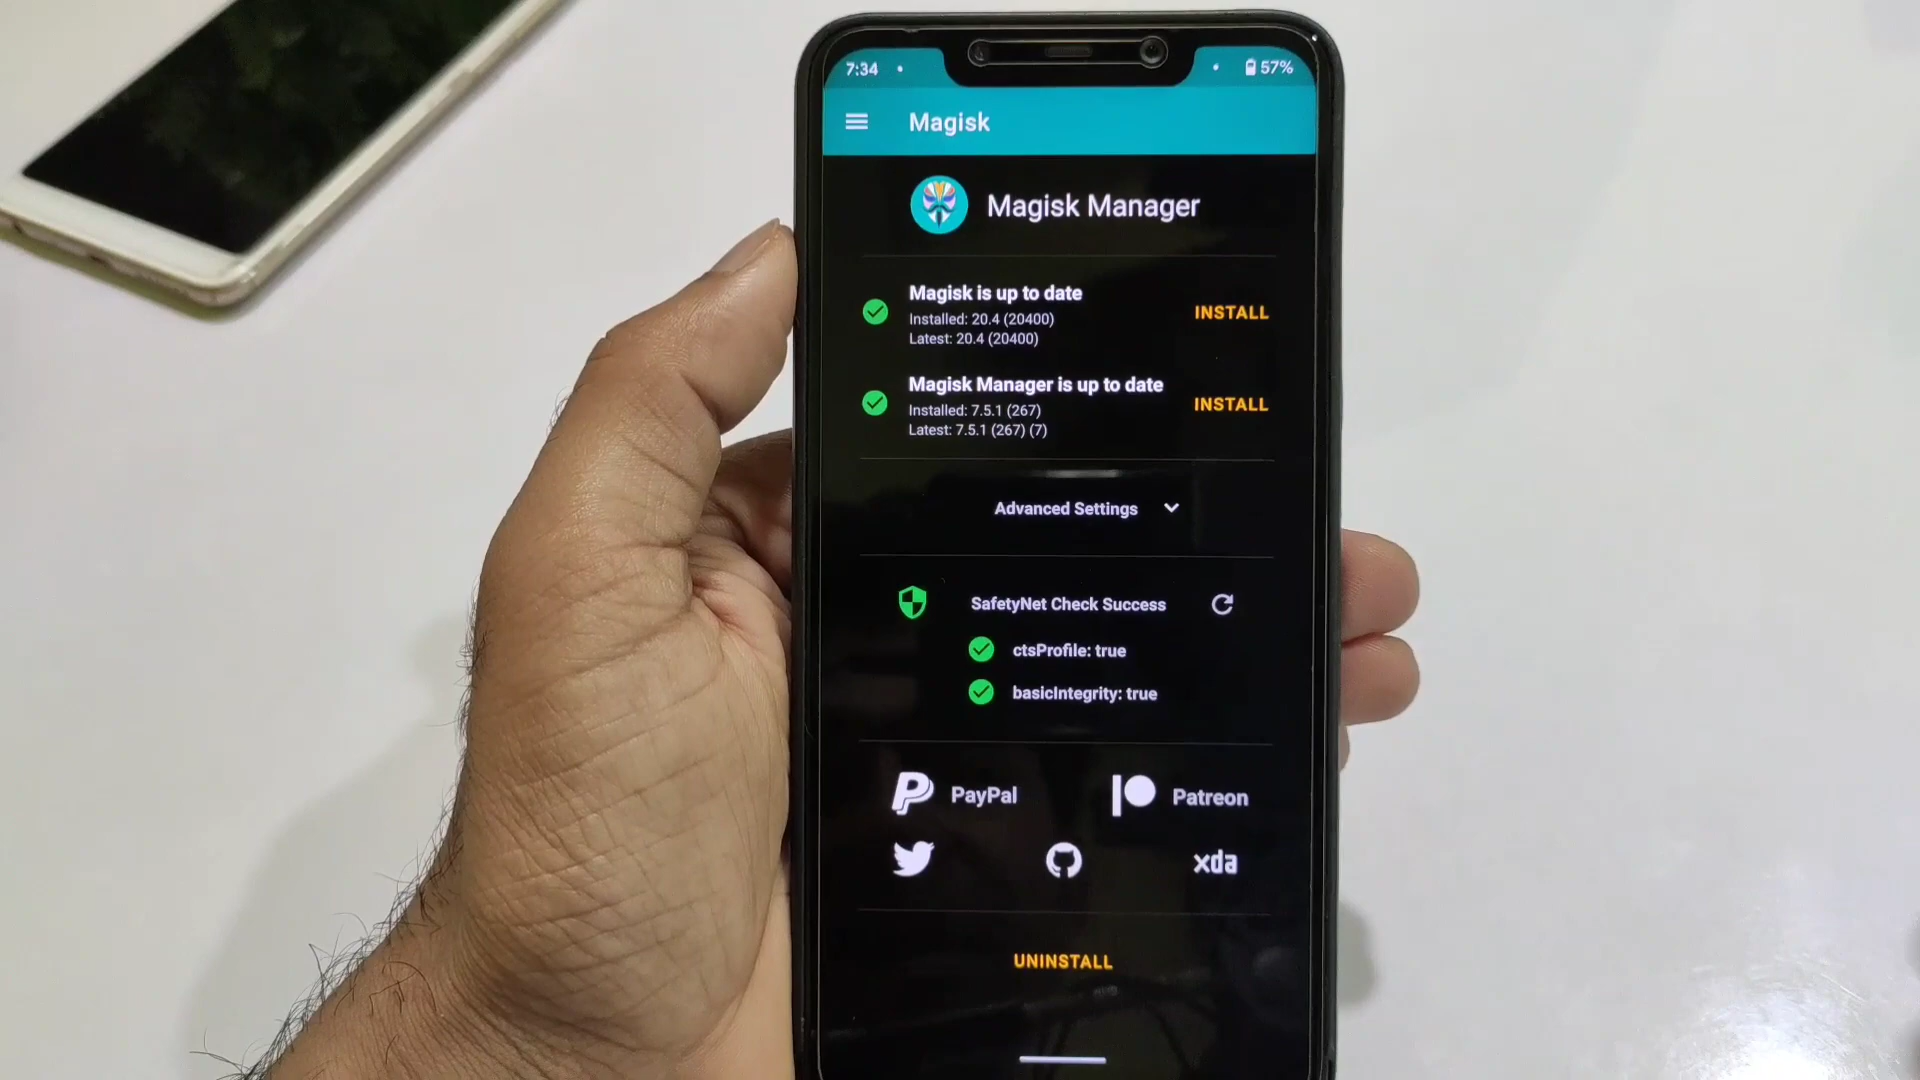 7:34
57%
Magisk
Magisk Manager
Magisk is up to date
Installed: 20.4 (20400)
Latest: 20.4 (20400)
INSTALL
Magisk Manager is up to date
Installed: 7.5.1 (267)
Latest: 7.5.1 (267) (7)
INSTALL
Advanced Settings
SafetyNet Check Success
ctsProfile: true
basicIntegrity: true
PayPal
Patreon
xda
UNINSTALL